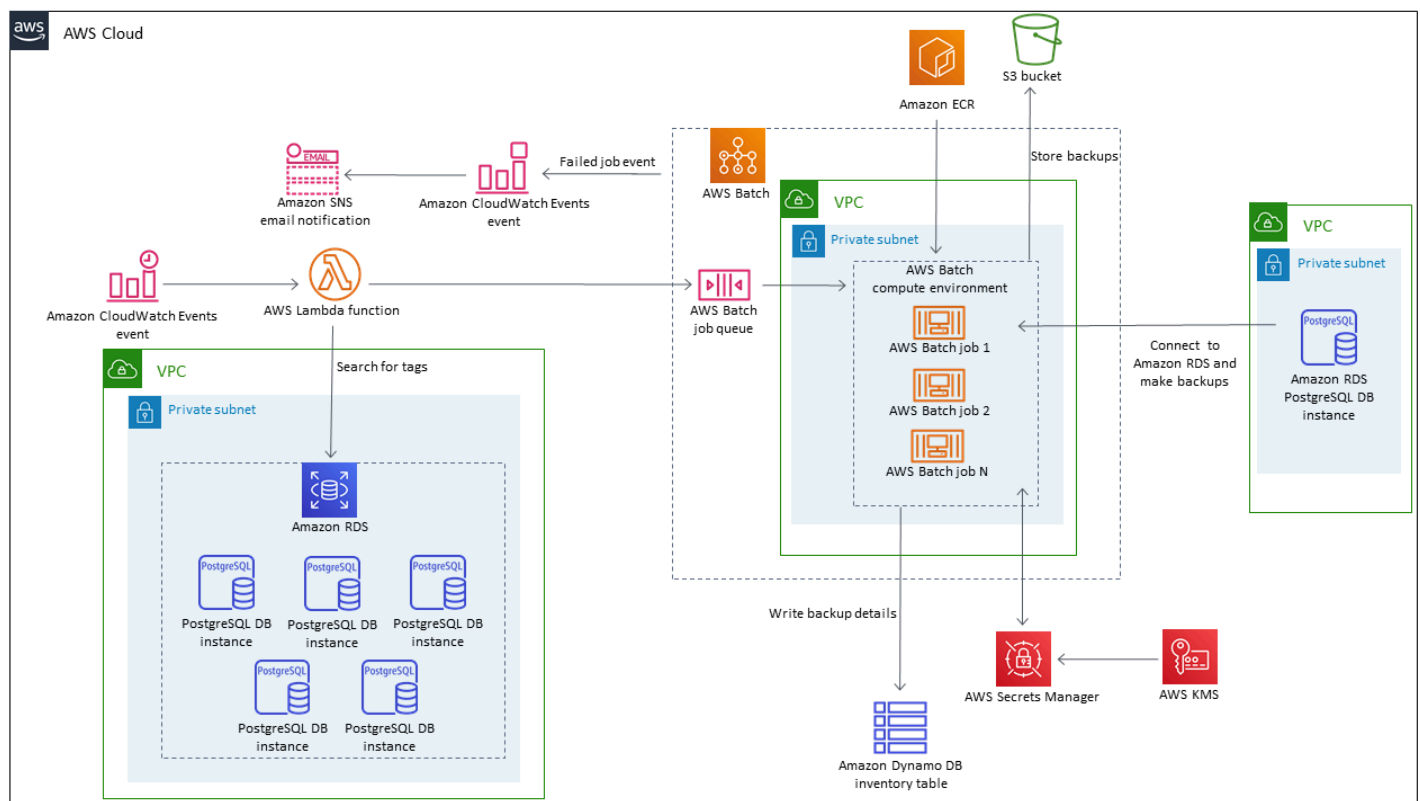 aws
AWS Cloud
S3 bucket
Amazon ECR
Store backups
AWS Batch
Failed job event
EMAIL
Amazon SNS
email notification
Amazon CloudWatch Events
event
VPC
Private subnet
AWS Batch
compute environment
AWS Batch job 1
AWS Batch job 2
AWS Batch job N
VPC
Private subnet
PostgreSQL
Amazon RDS
PostgreSQL DB
instance
Connect to
Amazon RDS and
make backups
Amazon CloudWatch Events
event
AWS Lambda function
AWS Batch
job queue
Search for tags
VPC
Private subnet
Amazon RDS
PostgreSQL
PostgreSQL DB
instance
PostgreSQL
PostgreSQL DB
instance
PostgreSQL
PostgreSQL DB
instance
PostgreSQL
PostgreSQL DB
instance
PostgreSQL
PostgreSQL DB
instance
Write backup details
AWS Secrets Manager
AWS KMS
Amazon Dynamo DB
inventory table